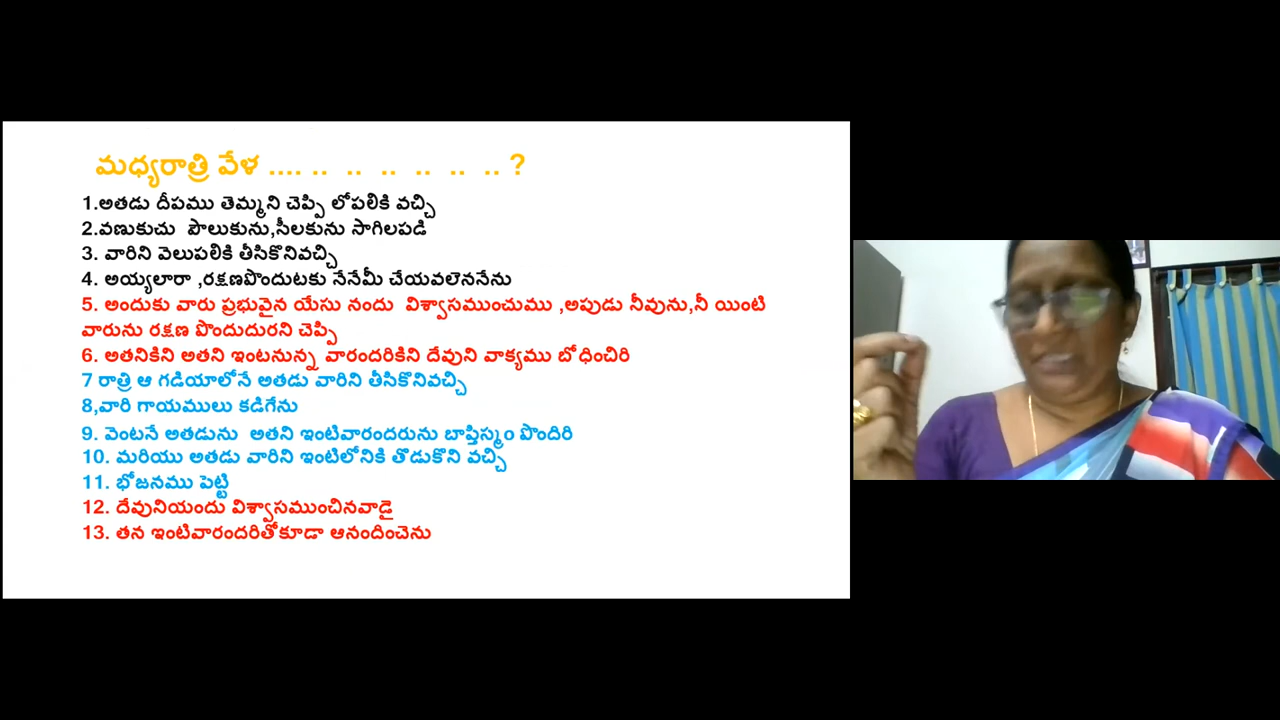 మధ్యరాత్రి వేళ .... .. .. .. .. .. .. ?
1.అతడు దీపము తెమ్మని చెప్పి లోపలికి వచ్చి
2.వణుకుచు పౌలుకును,సీలకును సాగిలపడి
3. వారిని వెలుపలికి తీసికొనివచ్చి
4. అయ్యలారా ,రక్షణపొందుటకు నేనేమీ చేయవలెననేను
5. అందుకు వారు ప్రభువైన యేసు నందు విశ్వాసముంచుము ,అపుడు నీవును,నీ యింటి
వారును రక్షణ పొందుదురని చెప్పి
6. అతనికిని అతని ఇంటనున్న వారందరికిని దేవుని వాక్యము బోధించిరి
7 రాత్రి ఆ గడియాలోనే అతడు వారిని తీసికొనివచ్చి
8,వారి గాయములు కడిగేను
9. వెంటనే అతడును అతని ఇంటివారందరును బాప్తిస్మం పొందిరి
10. మరియు అతడు వారిని ఇంటిలోనికి తోడుకొని వచ్చి
11. భోజనము పెట్టి
12. దేవునియందు విశ్వాసముంచినవాడై
13. తన ఇంటివారందరితోకూడా ఆనందించెను